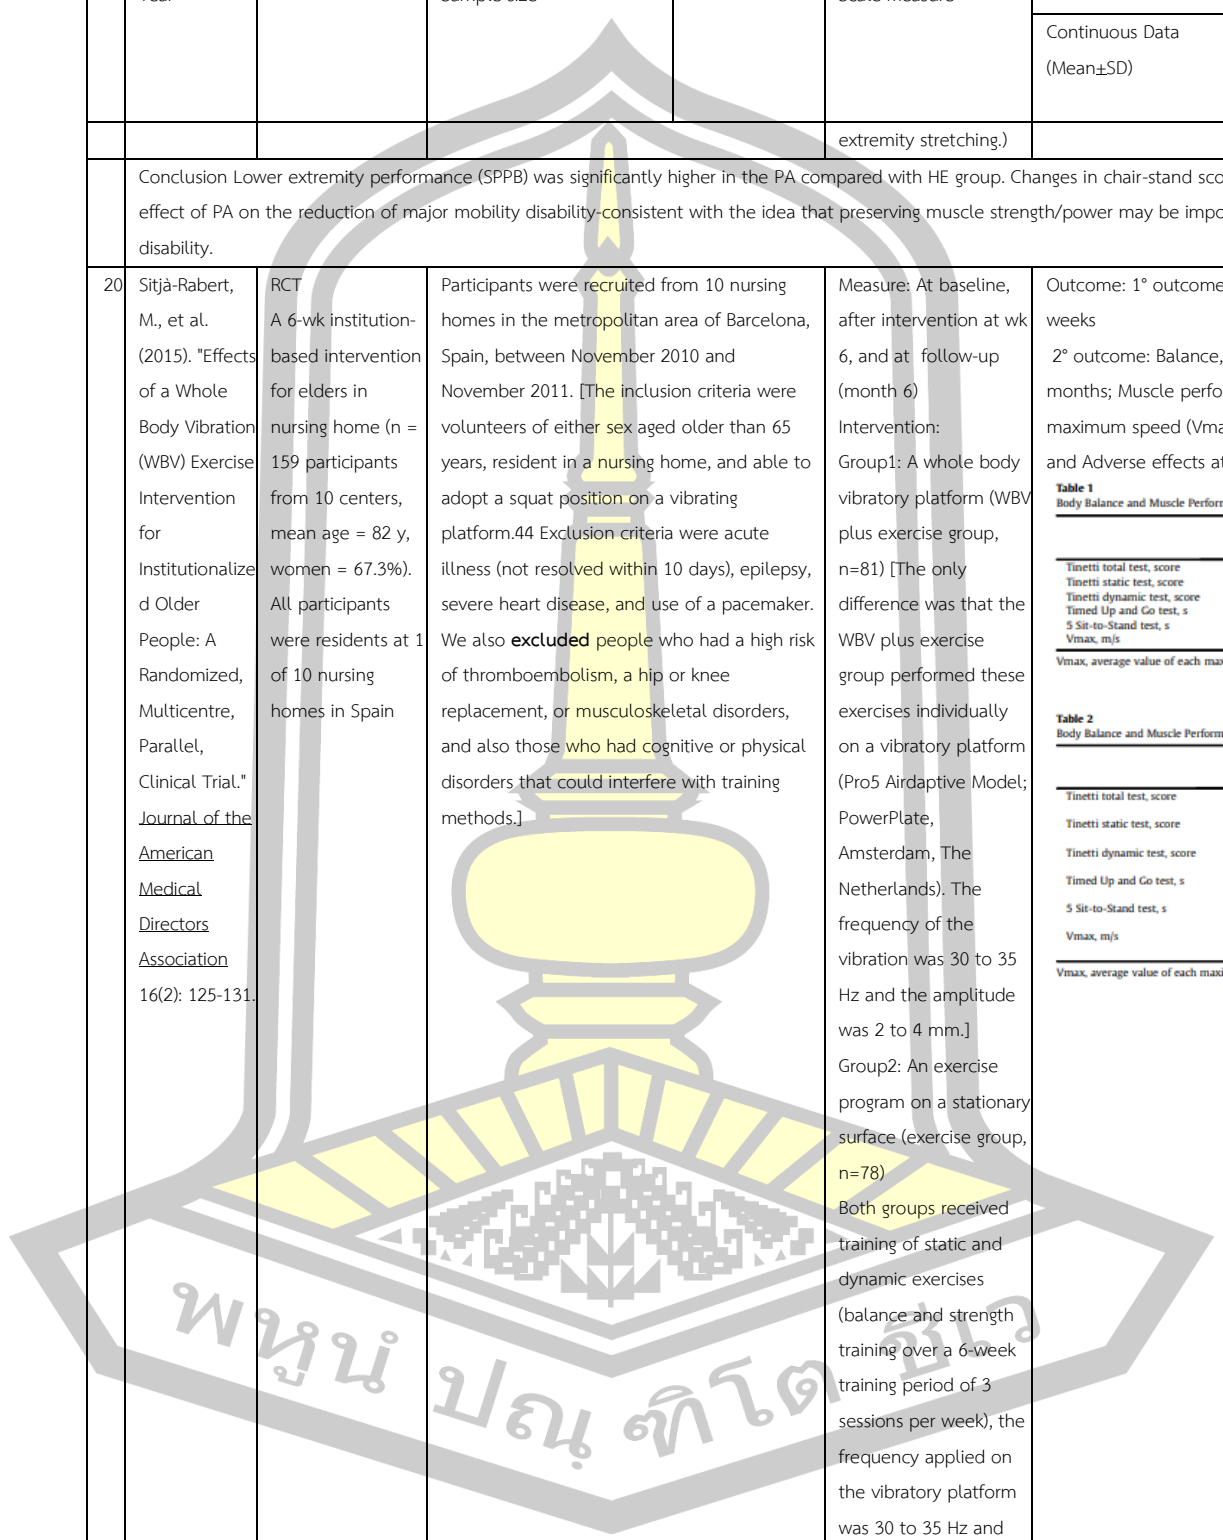 Continuous Data
(Mean±SD)
extremity stretching.)
Conclusion Lower extremity performance (SPPB) was significantly higher in the PA compared with HE group. Changes in chair-stand sco
effect of PA on the reduction of major mobility disability-consistent with the idea that preserving muscle strength/power may be impo
disability.
20
Sitjà-Rabert,
M., et al.
(2015). "Effects
of a Whole
Body Vibration
(WBV) Exercise
Intervention
for
Institutionalize
d Older
People: A
Randomized,
Multicentre,
Parallel,
Clinical Trial."
Journal of the
American
Medical
Directors
Association
16(2): 125-131.
RCT
A 6-wk institution-
based intervention
for elders in
nursing home (n =
159 participants
from 10 centers,
mean age = 82 y,
women = 67.3%).
All participants
were residents at 1
of 10 nursing
homes in Spain
Participants were recruited from 10 nursing
homes in the metropolitan area of Barcelona,
Spain, between November 2010 and
November 2011. [The inclusion criteria were
volunteers of either sex aged older than 65
years, resident in a nursing home, and able to
adopt a squat position on a vibrating
platform.44 Exclusion criteria were acute
illness (not resolved within 10 days), epilepsy,
severe heart disease, and use of a pacemaker.
We also excluded people who had a high risk
of thromboembolism, a hip or knee
replacement, or musculoskeletal disorders,
and also those who had cognitive or physical
disorders that could interfere with training
methods.]
Measure: At baseline,
after intervention at wk
6, and at follow-up
(month 6)
Intervention:
Group1: A whole body
vibratory platform (WBV
plus exercise group,
n=81) [The only
difference was that the
WBV plus exercise
group performed these
exercises individually
on a vibratory platform
(Pro5 Airdaptive Model;
PowerPlate,
Amsterdam, The
Netherlands). The
frequency of the
vibration was 30 to 35
Hz and the amplitude
was 2 to 4 mm.]
Group2: An exercise
program on a stationary
surface (exercise group,
n=78)
Both groups received
training of static and
dynamic exercises
(balance and strength
training over a 6-week
training period of 3
sessions per week), the
frequency applied on
the vibratory platform
was 30 to 35 Hz and
Outcome: 1° outcome
weeks
2° outcome: Balance,
months; Muscle perfo
maximum speed (Vma
and Adverse effects at
Table 1
Body Balance and Muscle Perform
Tinetti total test, score
Tinetti static test, score
Tinetti dynamic test, score
Timed Up and Go test, s
5 Sit-to-Stand test, s
Vmax, m/s
Vmax, average value of each max
Table 2
Body Balance and Muscle Perform
Tinetti total test, score
Tinetti static test, score
Tinetti dynamic test, score
Timed Up and Go test, s
5 Sit-to-Stand test, s
Vmax, m/s
Vmax, average value of each maxi
พหูนํ ปณฺฑิโต ชีเว